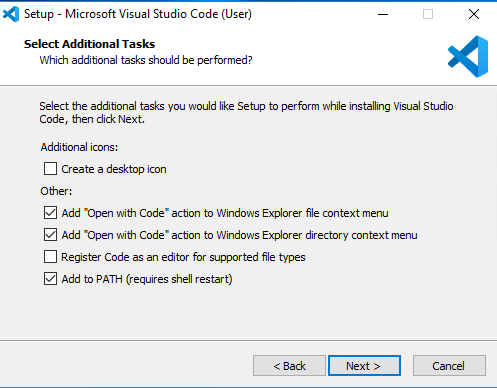 Setup - Microsoft Visual Studio Code (User)
Select Additional Tasks
Which additional tasks should be performed?
Select the additional tasks you would like Setup to perform while installing Visual Studio
Code, then click Next.
Additional icons:
Create a desktop icon
Other:
Add "Open with Code" action to Windows Explorer file context menu
Add "Open with Code" action to Windows Explorer directory context menu
Register Code as an editor for supported file types
Add to PATH (requires shell restart)
< Back Next > Cancel